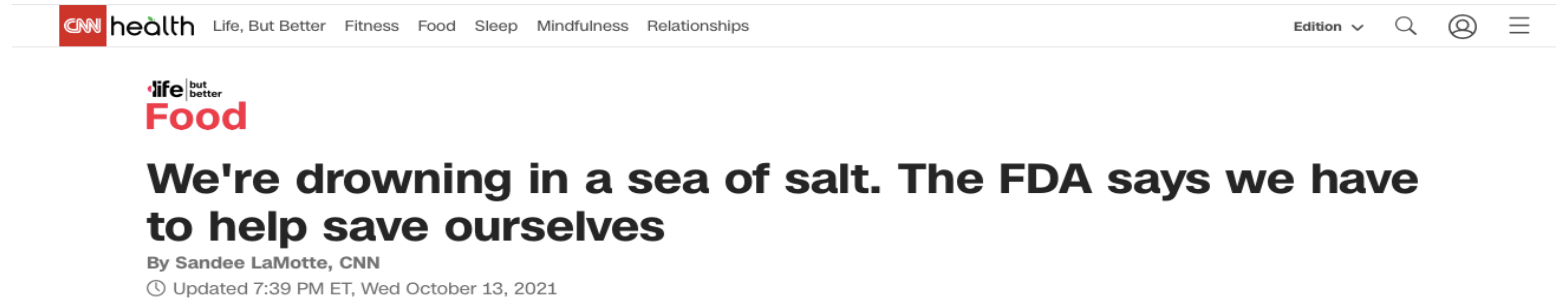 CNN health Life, But Better Fitness Food Sleep Mindfulness Relationships Edition
life but better
Food
We're drowning in a sea of salt. The FDA says we have
to help save ourselves
By Sandee LaMotte, CNN
Updated 7:39 PM ET, Wed October 13, 2021